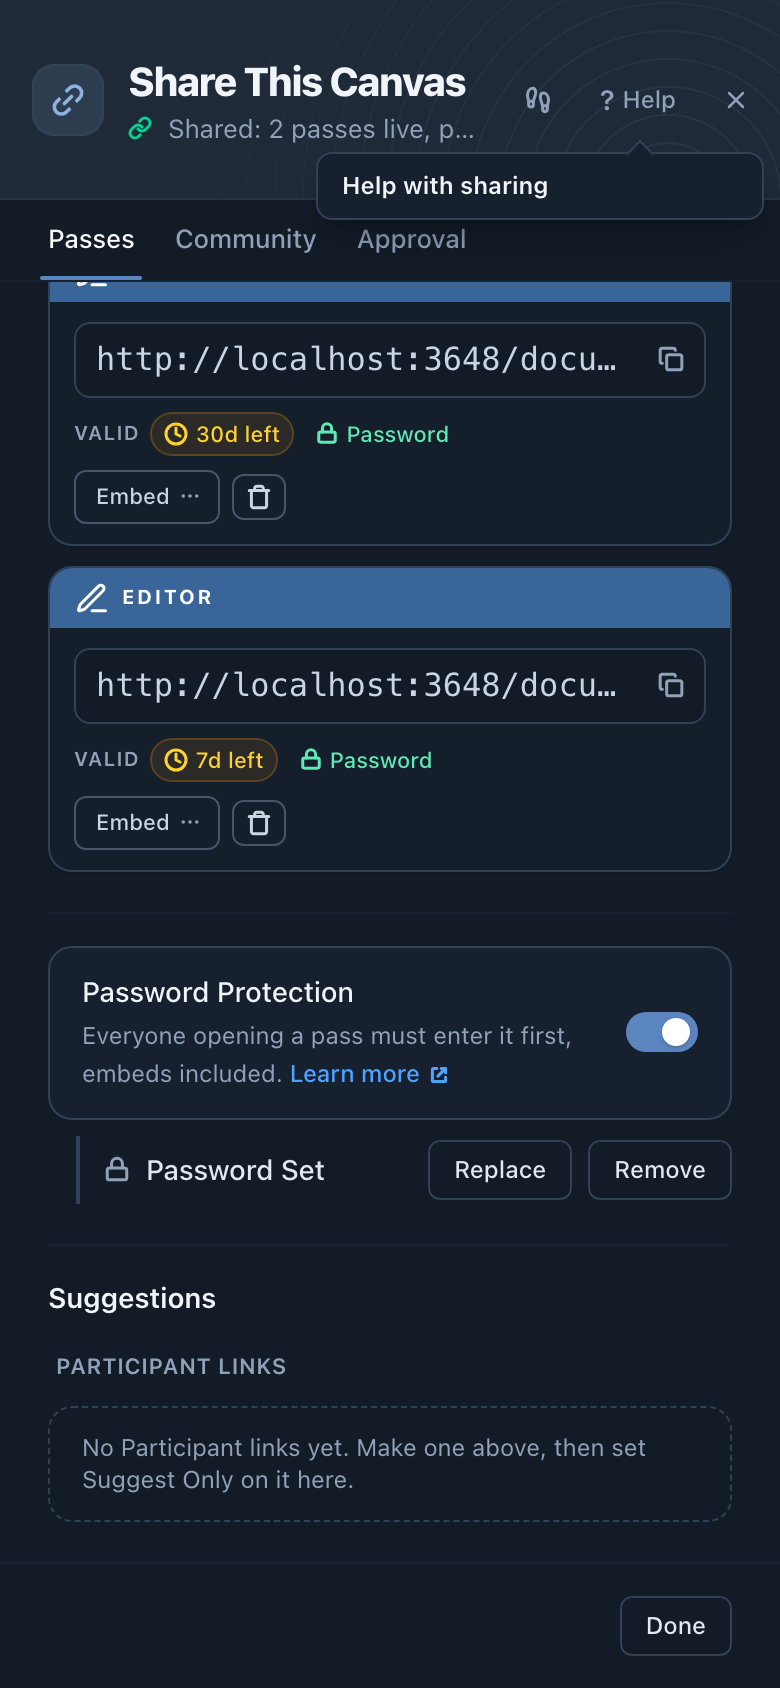 Share This Canvas
Shared: 2 passes live, p...
? Help
Help with sharing
Passes
Community
Approval
http://localhost:3648/docu…
VALID
30d left
Password
Embed ···
EDITOR
http://localhost:3648/docu…
VALID
7d left
Password
Embed ···
Password Protection
Everyone opening a pass must enter it first,
embeds included. Learn more
Password Set
Replace
Remove
Suggestions
PARTICIPANT LINKS
No Participant links yet. Make one above, then set
Suggest Only on it here.
Done